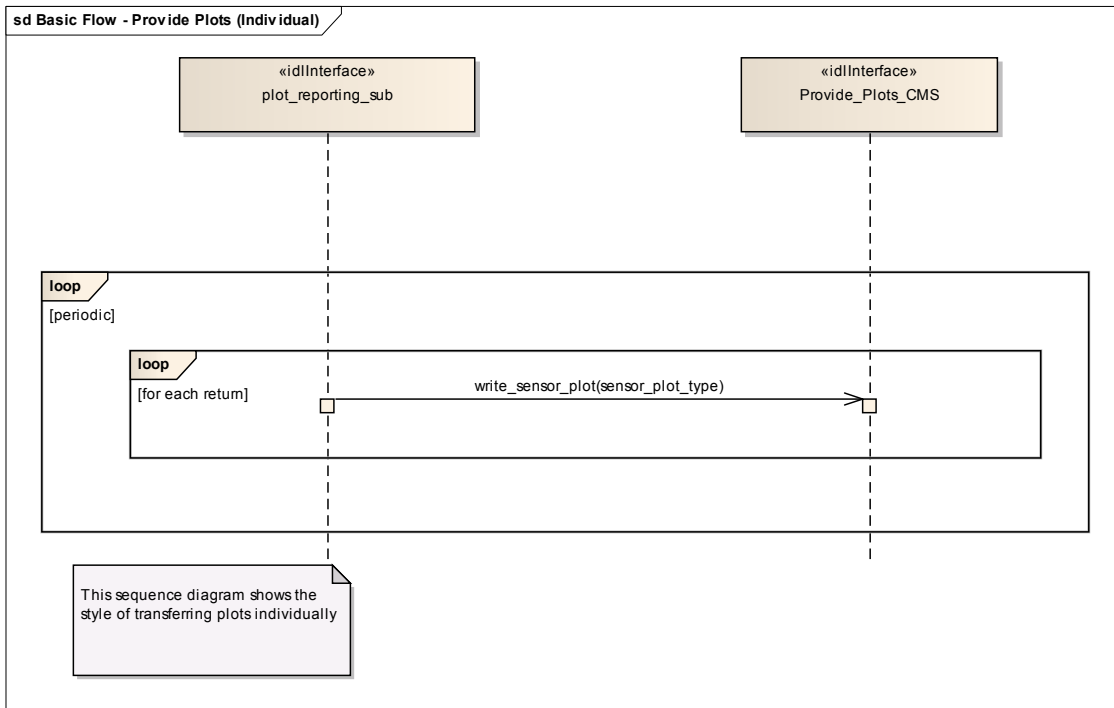 sd Basic Flow - Provide Plots (Individual)
«idlInterface»
plot_reporting_sub
«idlInterface»
Provide_Plots_CMS
loop
[periodic]
loop
[for each return]
write_sensor_plot(sensor_plot_type)
This sequence diagram shows the
style of transferring plots individually